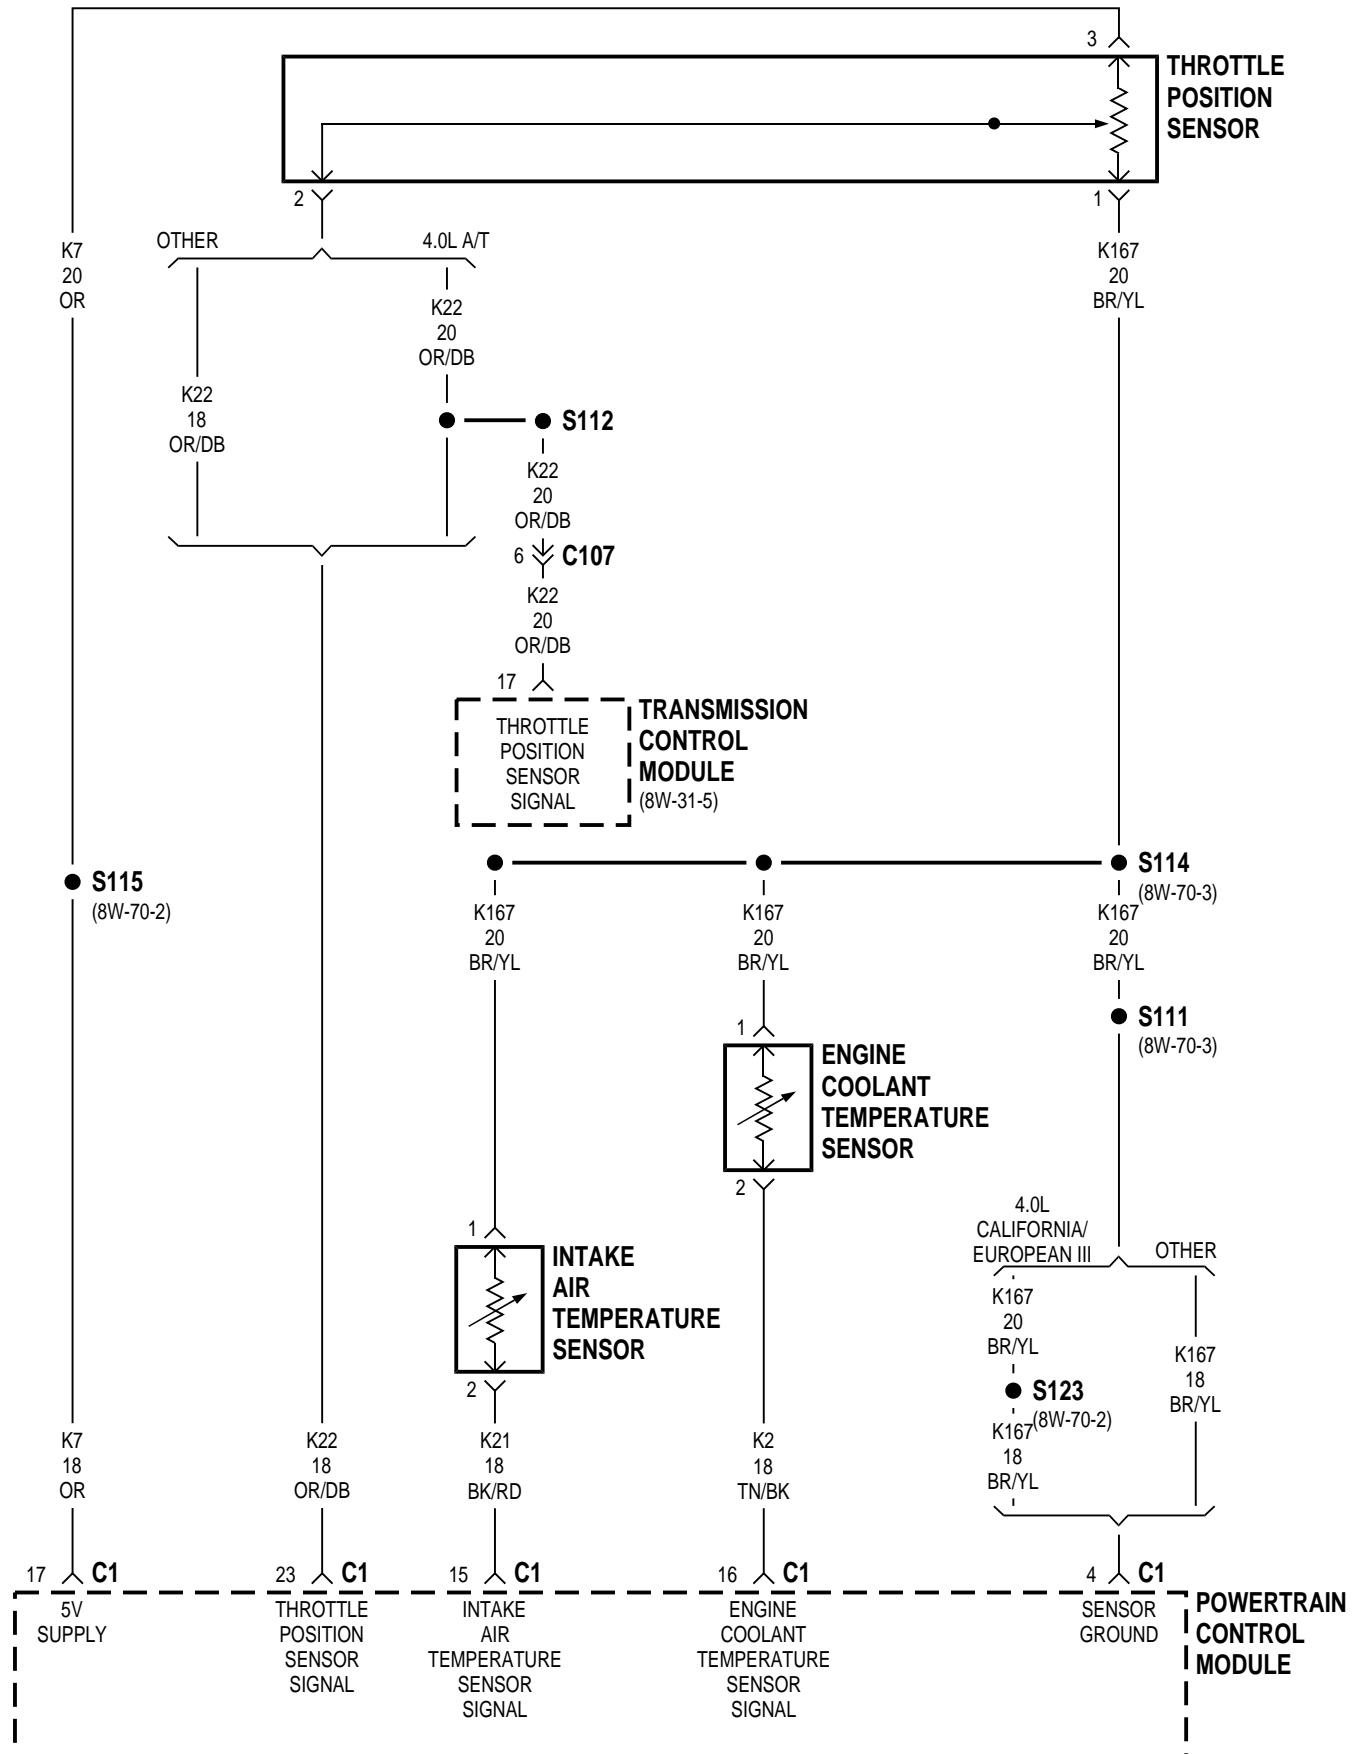 3
THROTTLE
POSITION
SENSOR
2
1
OTHER
4.0L A/T
K7
20
OR
K167
20
BR/YL
K22
20
OR/DB
K22
18
OR/DB
S112
K22
20
OR/DB
6
C107
K22
20
OR/DB
17
THROTTLE
POSITION
SENSOR
SIGNAL
TRANSMISSION
CONTROL
MODULE
(8W-31-5)
S115
(8W-70-2)
S114
(8W-70-3)
K167
20
BR/YL
K167
20
BR/YL
K167
20
BR/YL
S111
(8W-70-3)
1
ENGINE
COOLANT
TEMPERATURE
SENSOR
2
1
INTAKE
AIR
TEMPERATURE
SENSOR
2
4.0L
CALIFORNIA/
EUROPEAN III
OTHER
K167
20
BR/YL
K167
18
BR/YL
S123
(8W-70-2)
K167
18
BR/YL
K7
18
OR
K22
18
OR/DB
K21
18
BK/RD
K2
18
TN/BK
17
C1
23
C1
15
C1
16
C1
4
C1
5V
SUPPLY
THROTTLE
POSITION
SENSOR
SIGNAL
INTAKE
AIR
TEMPERATURE
SENSOR
SIGNAL
ENGINE
COOLANT
TEMPERATURE
SENSOR
SIGNAL
SENSOR
GROUND
POWERTRAIN
CONTROL
MODULE